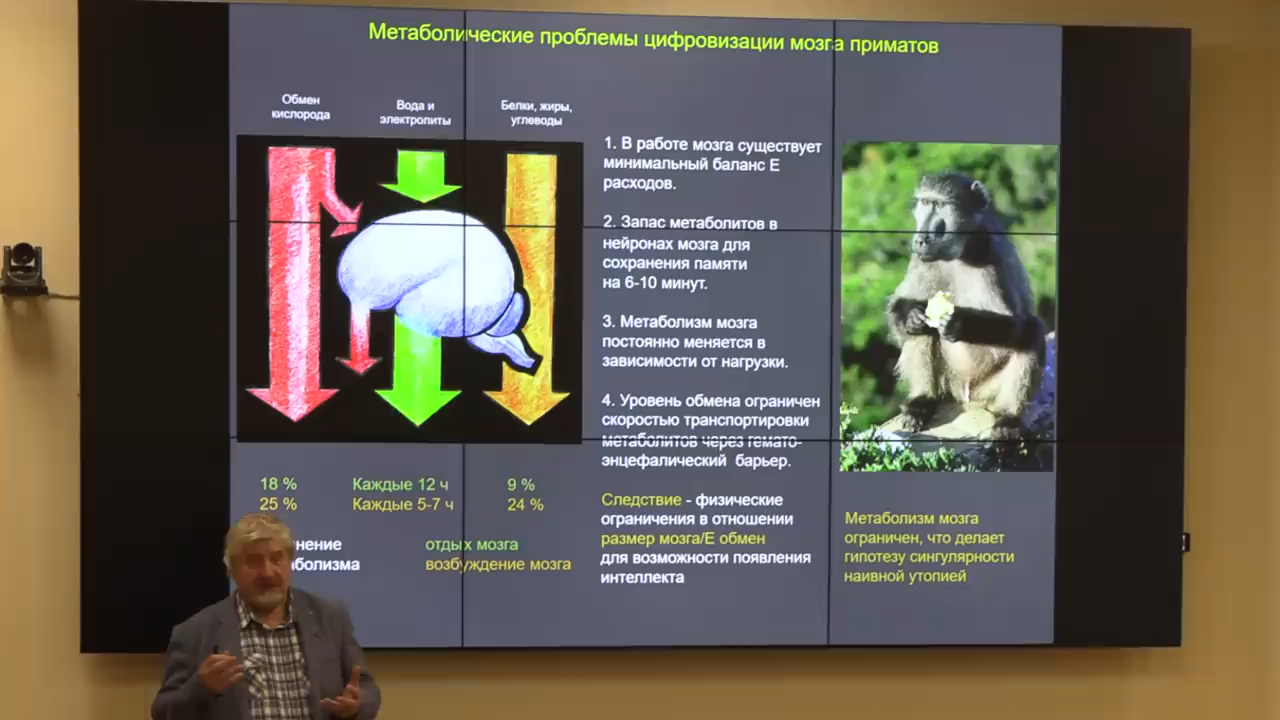 Метаболические проблемы цифровизации мозга приматов
Обмен
кислорода
Вода и
электролиты
Белки, жиры,
углеводы
1. В работе мозга существует
минимальный баланс Е
расходов.
2. Запас метаболитов в
нейронах мозга для
сохранения памяти
на 6-10 минут.
3. Метаболизм мозга
постоянно меняется в
зависимости от нагрузки.
4. Уровень обмена ограничен
скоростью транспортировки
метаболитов через гемато-
энцефалический барьер.
Следствие - физические
ограничения в отношении
размер мозга/Е обмен
для возможности появления
интеллекта
18 %
Каждые 12 ч
9 %
25 %
Каждые 5-7 ч
24 %
отдых мозга
возбуждение мозга
Метаболизм мозга
ограничен, что делает
гипотезу сингулярности
наивной утопией